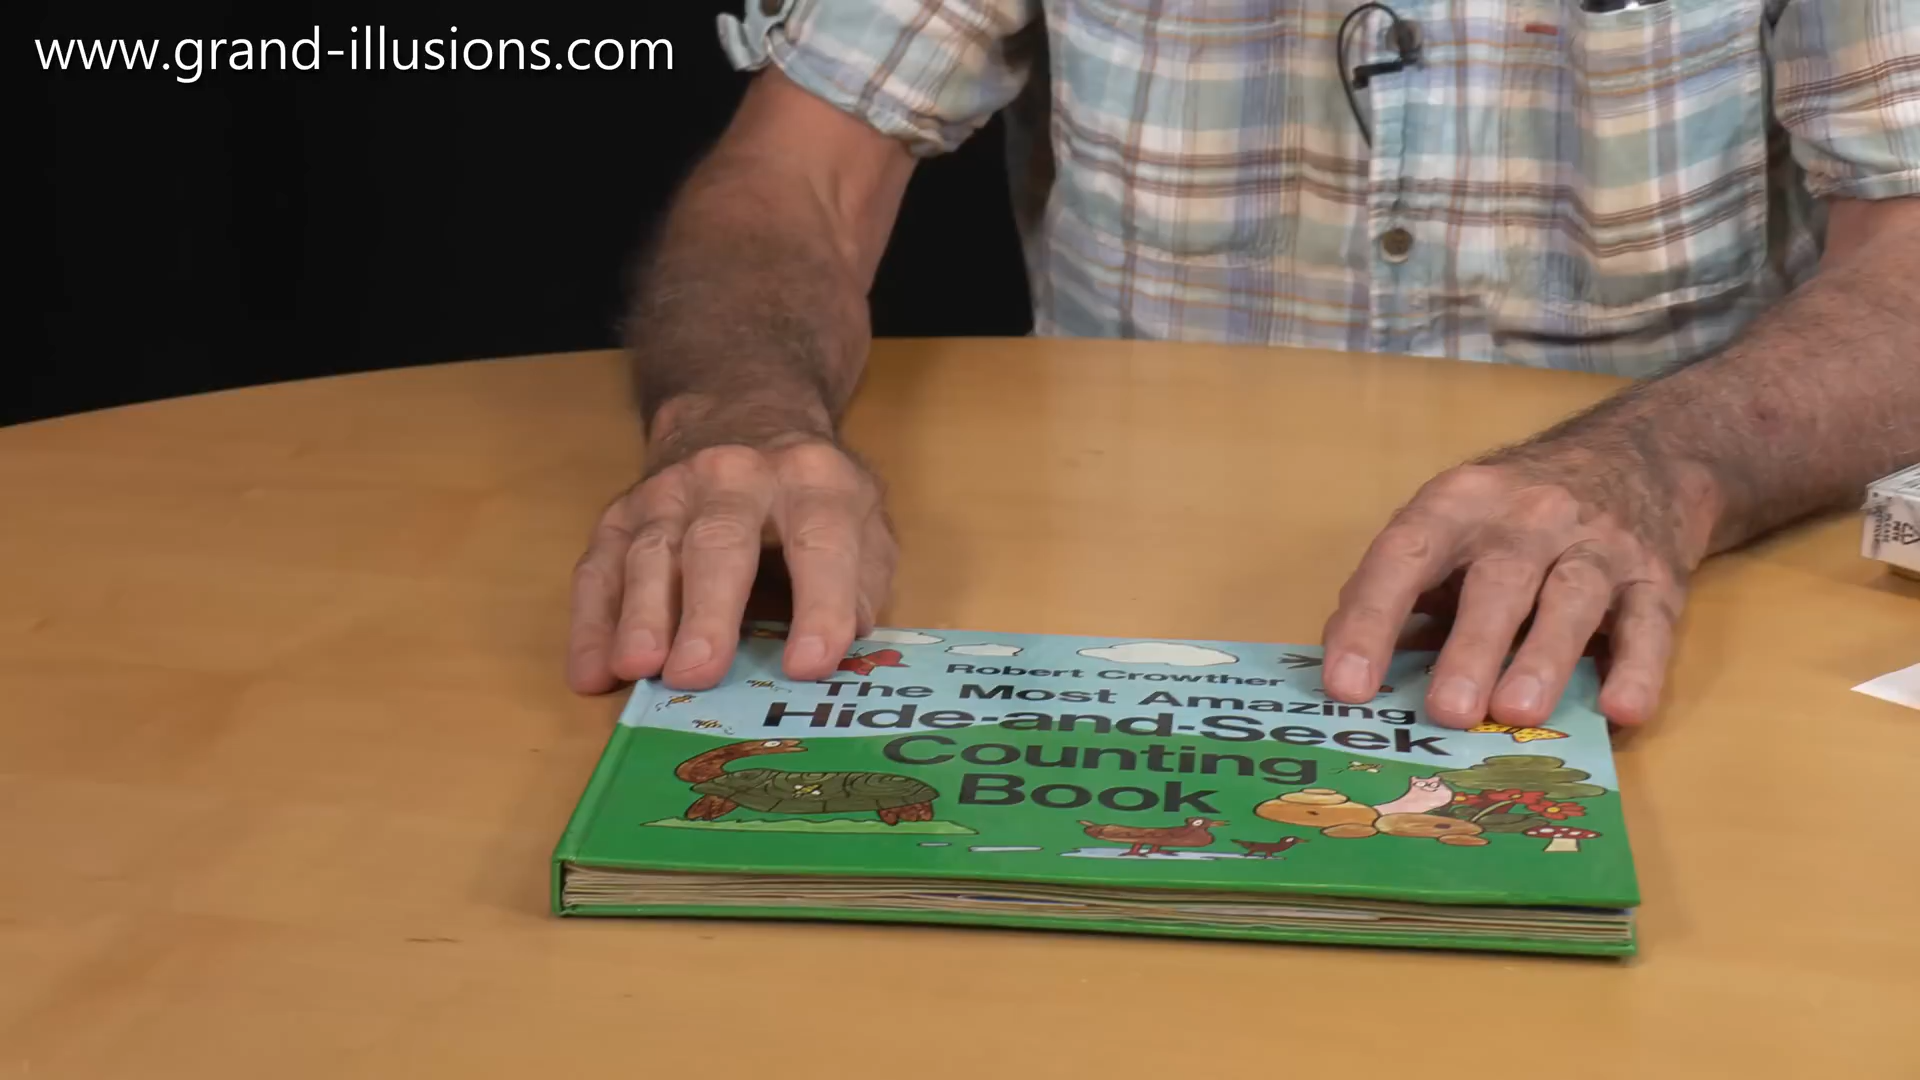 www.grand-illusions.com
Robert Crowther
The Most Amazing
Hide-and-Seek
Counting
Book